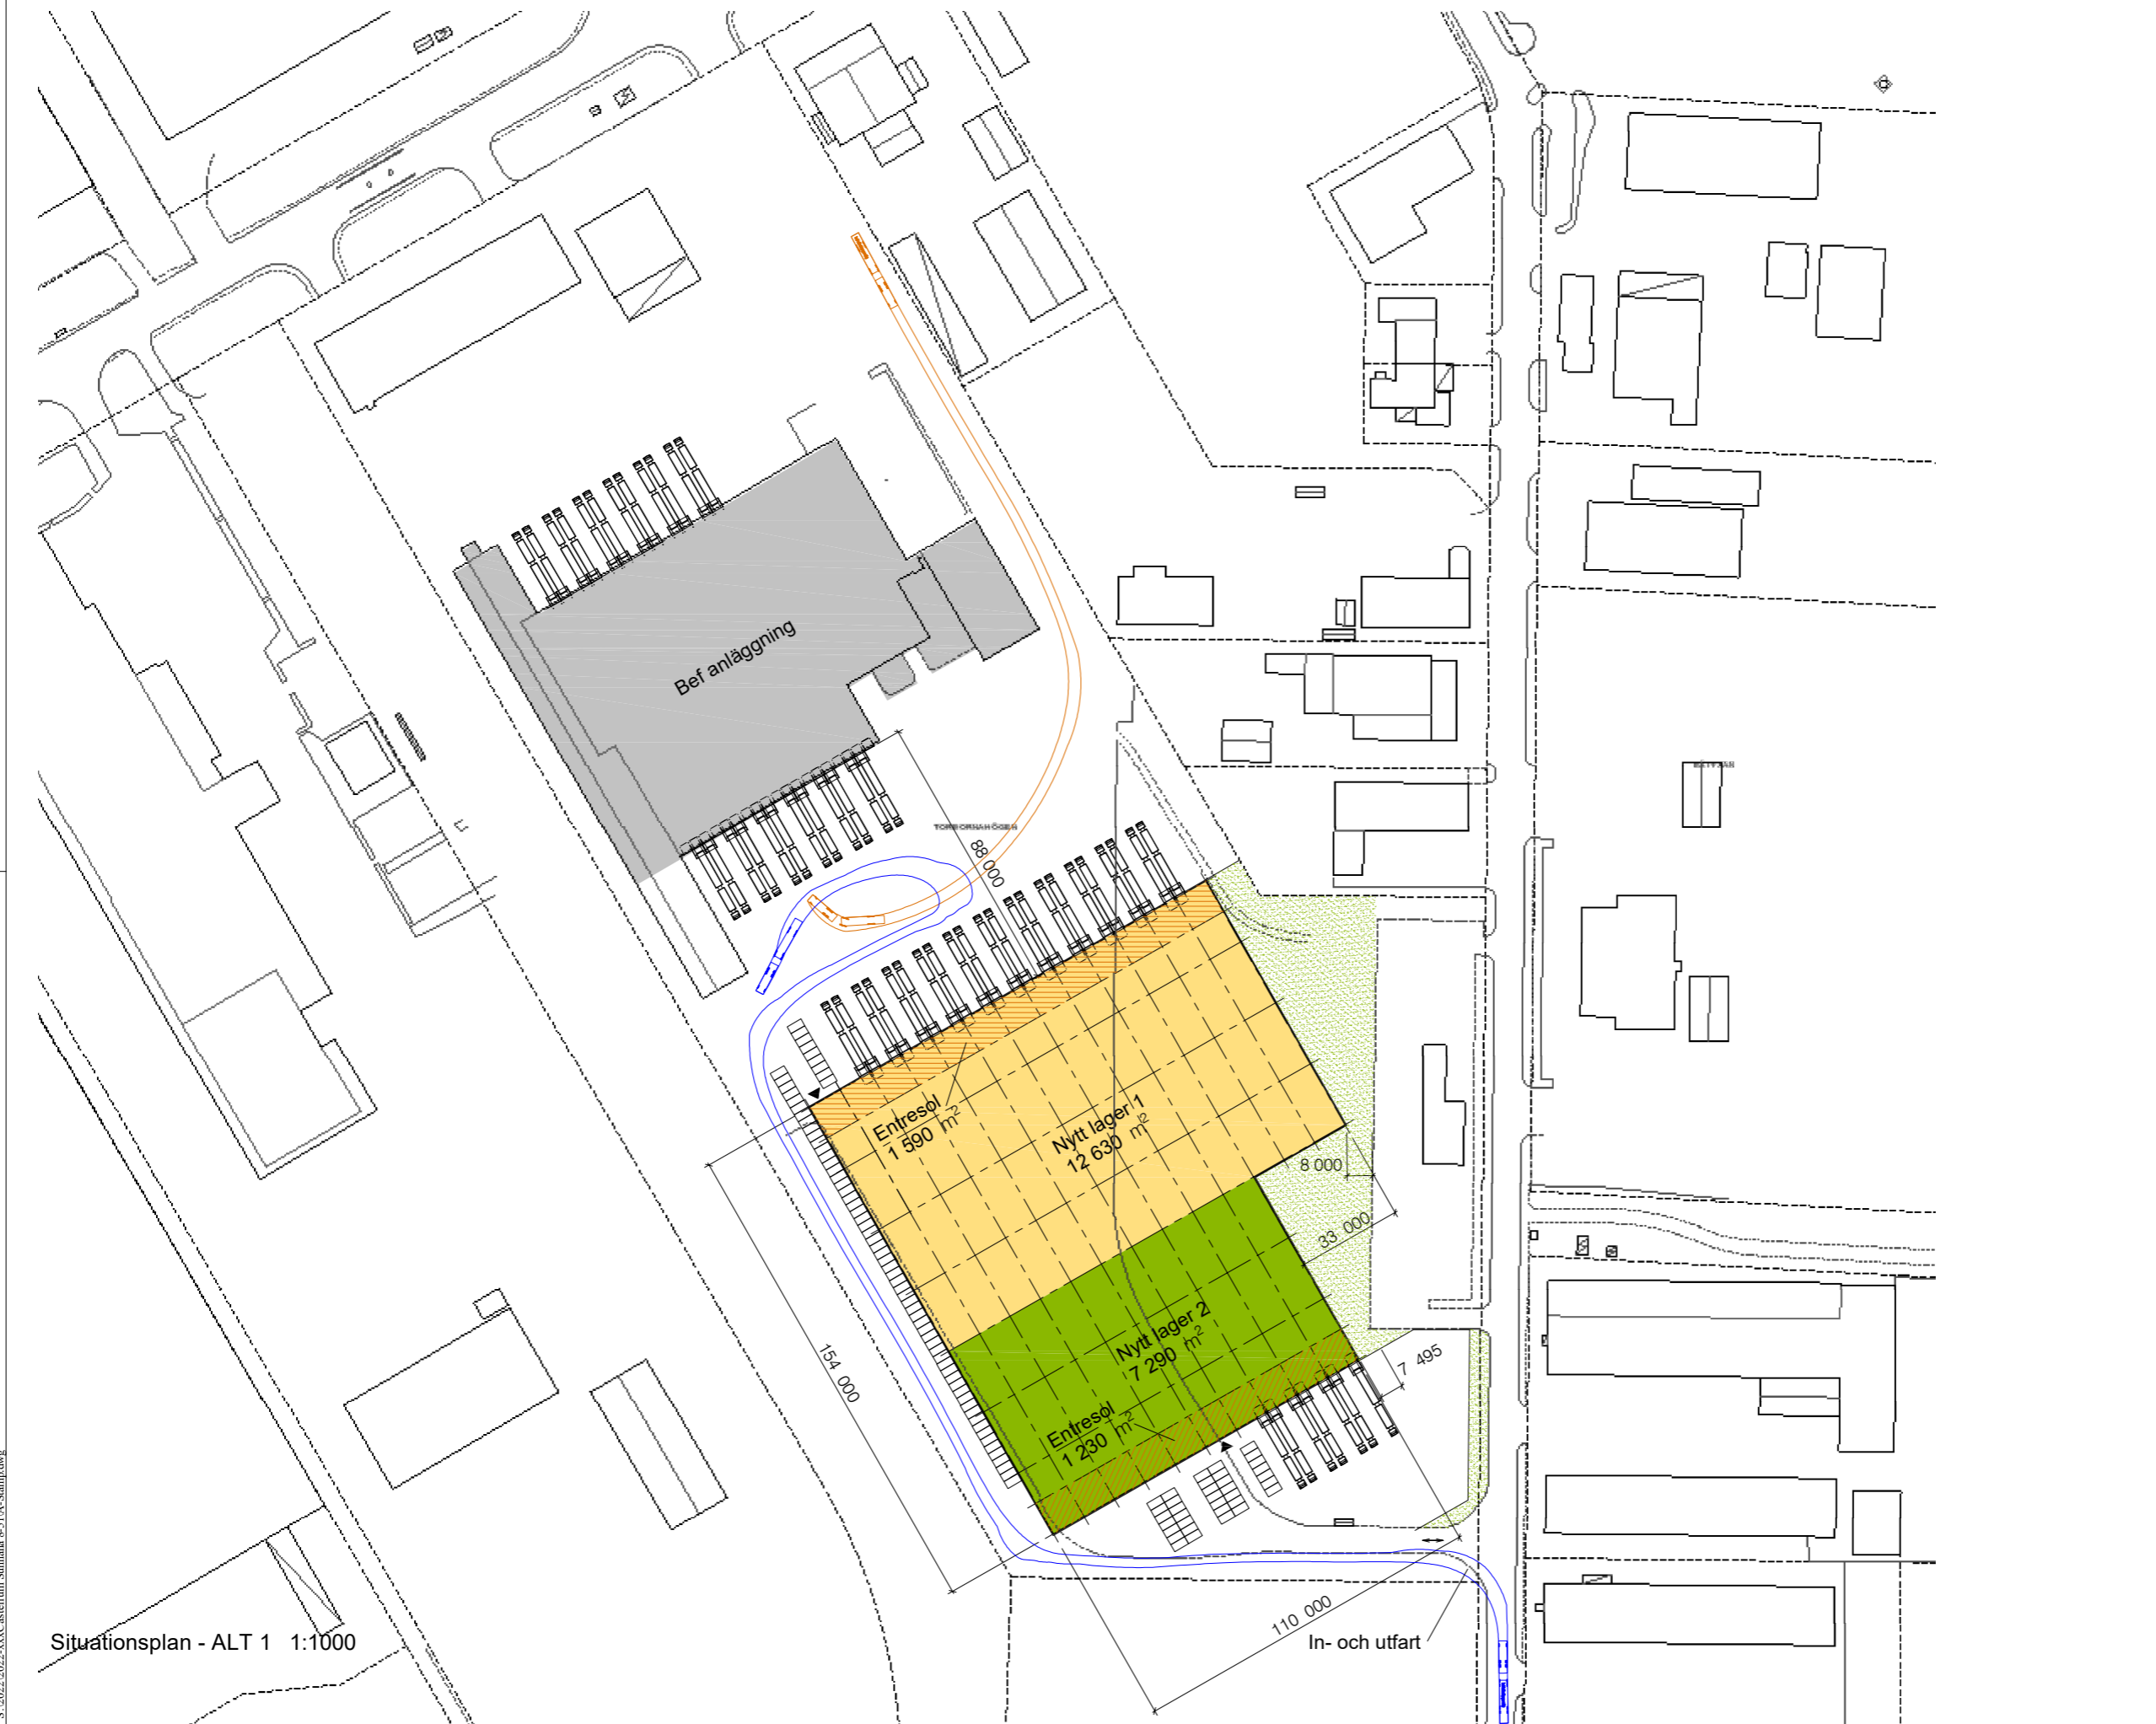 Bef anläggning
TORBORNAHÖGEN
88 000
Entresol
1 590 m²
Nytt lager 1
12 630 m²
8 000
33 000
Nytt lager 2
7 290 m²
7 495
154 000
Entresol
1 230 m²
110 000
In- och utfart
Situationsplan - ALT 1 1:1000